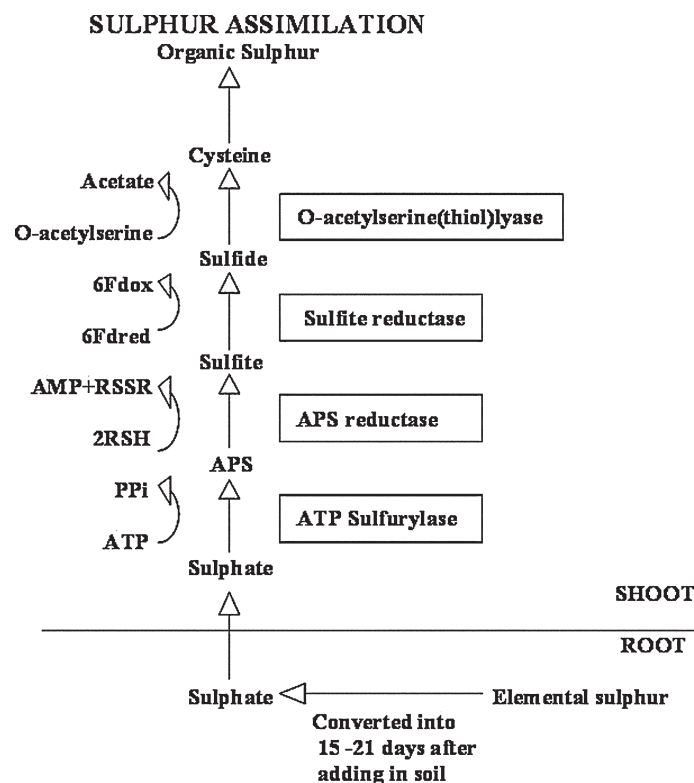 SULPHUR ASSIMILATION
Organic Sulphur
Cysteine
Acetate
O-acetylserine(thiol)lyase
O-acetylserine
Sulfide
6Fdox
Sulfite reductase
6Fdred
Sulfite
AMP+RSSR
APS reductase
2RSH
APS
PPi
ATP Sulfurylase
ATP
Sulphate
SHOOT
ROOT
Sulphate
Elemental sulphur
Converted into
15 -21 days after
adding in soil